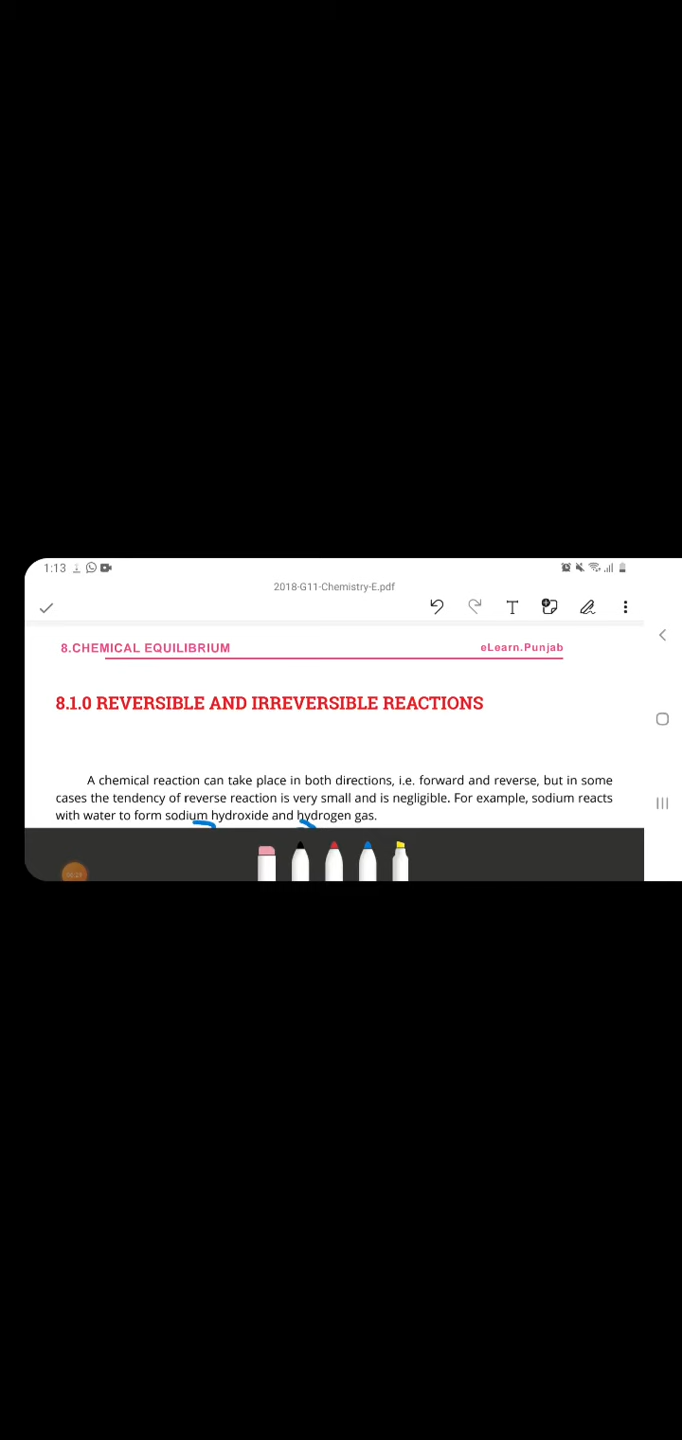 1:13
2018-G11-Chemistry-E.pdf
T
8.CHEMICAL EQUILIBRIUM eLearn.Punjab
8.1.0 REVERSIBLE AND IRREVERSIBLE REACTIONS
A chemical reaction can take place in both directions, i.e. forward and reverse, but in some
cases the tendency of reverse reaction is very small and is negligible. For example, sodium reacts
with water to form sodium hydroxide and hydrogen gas.